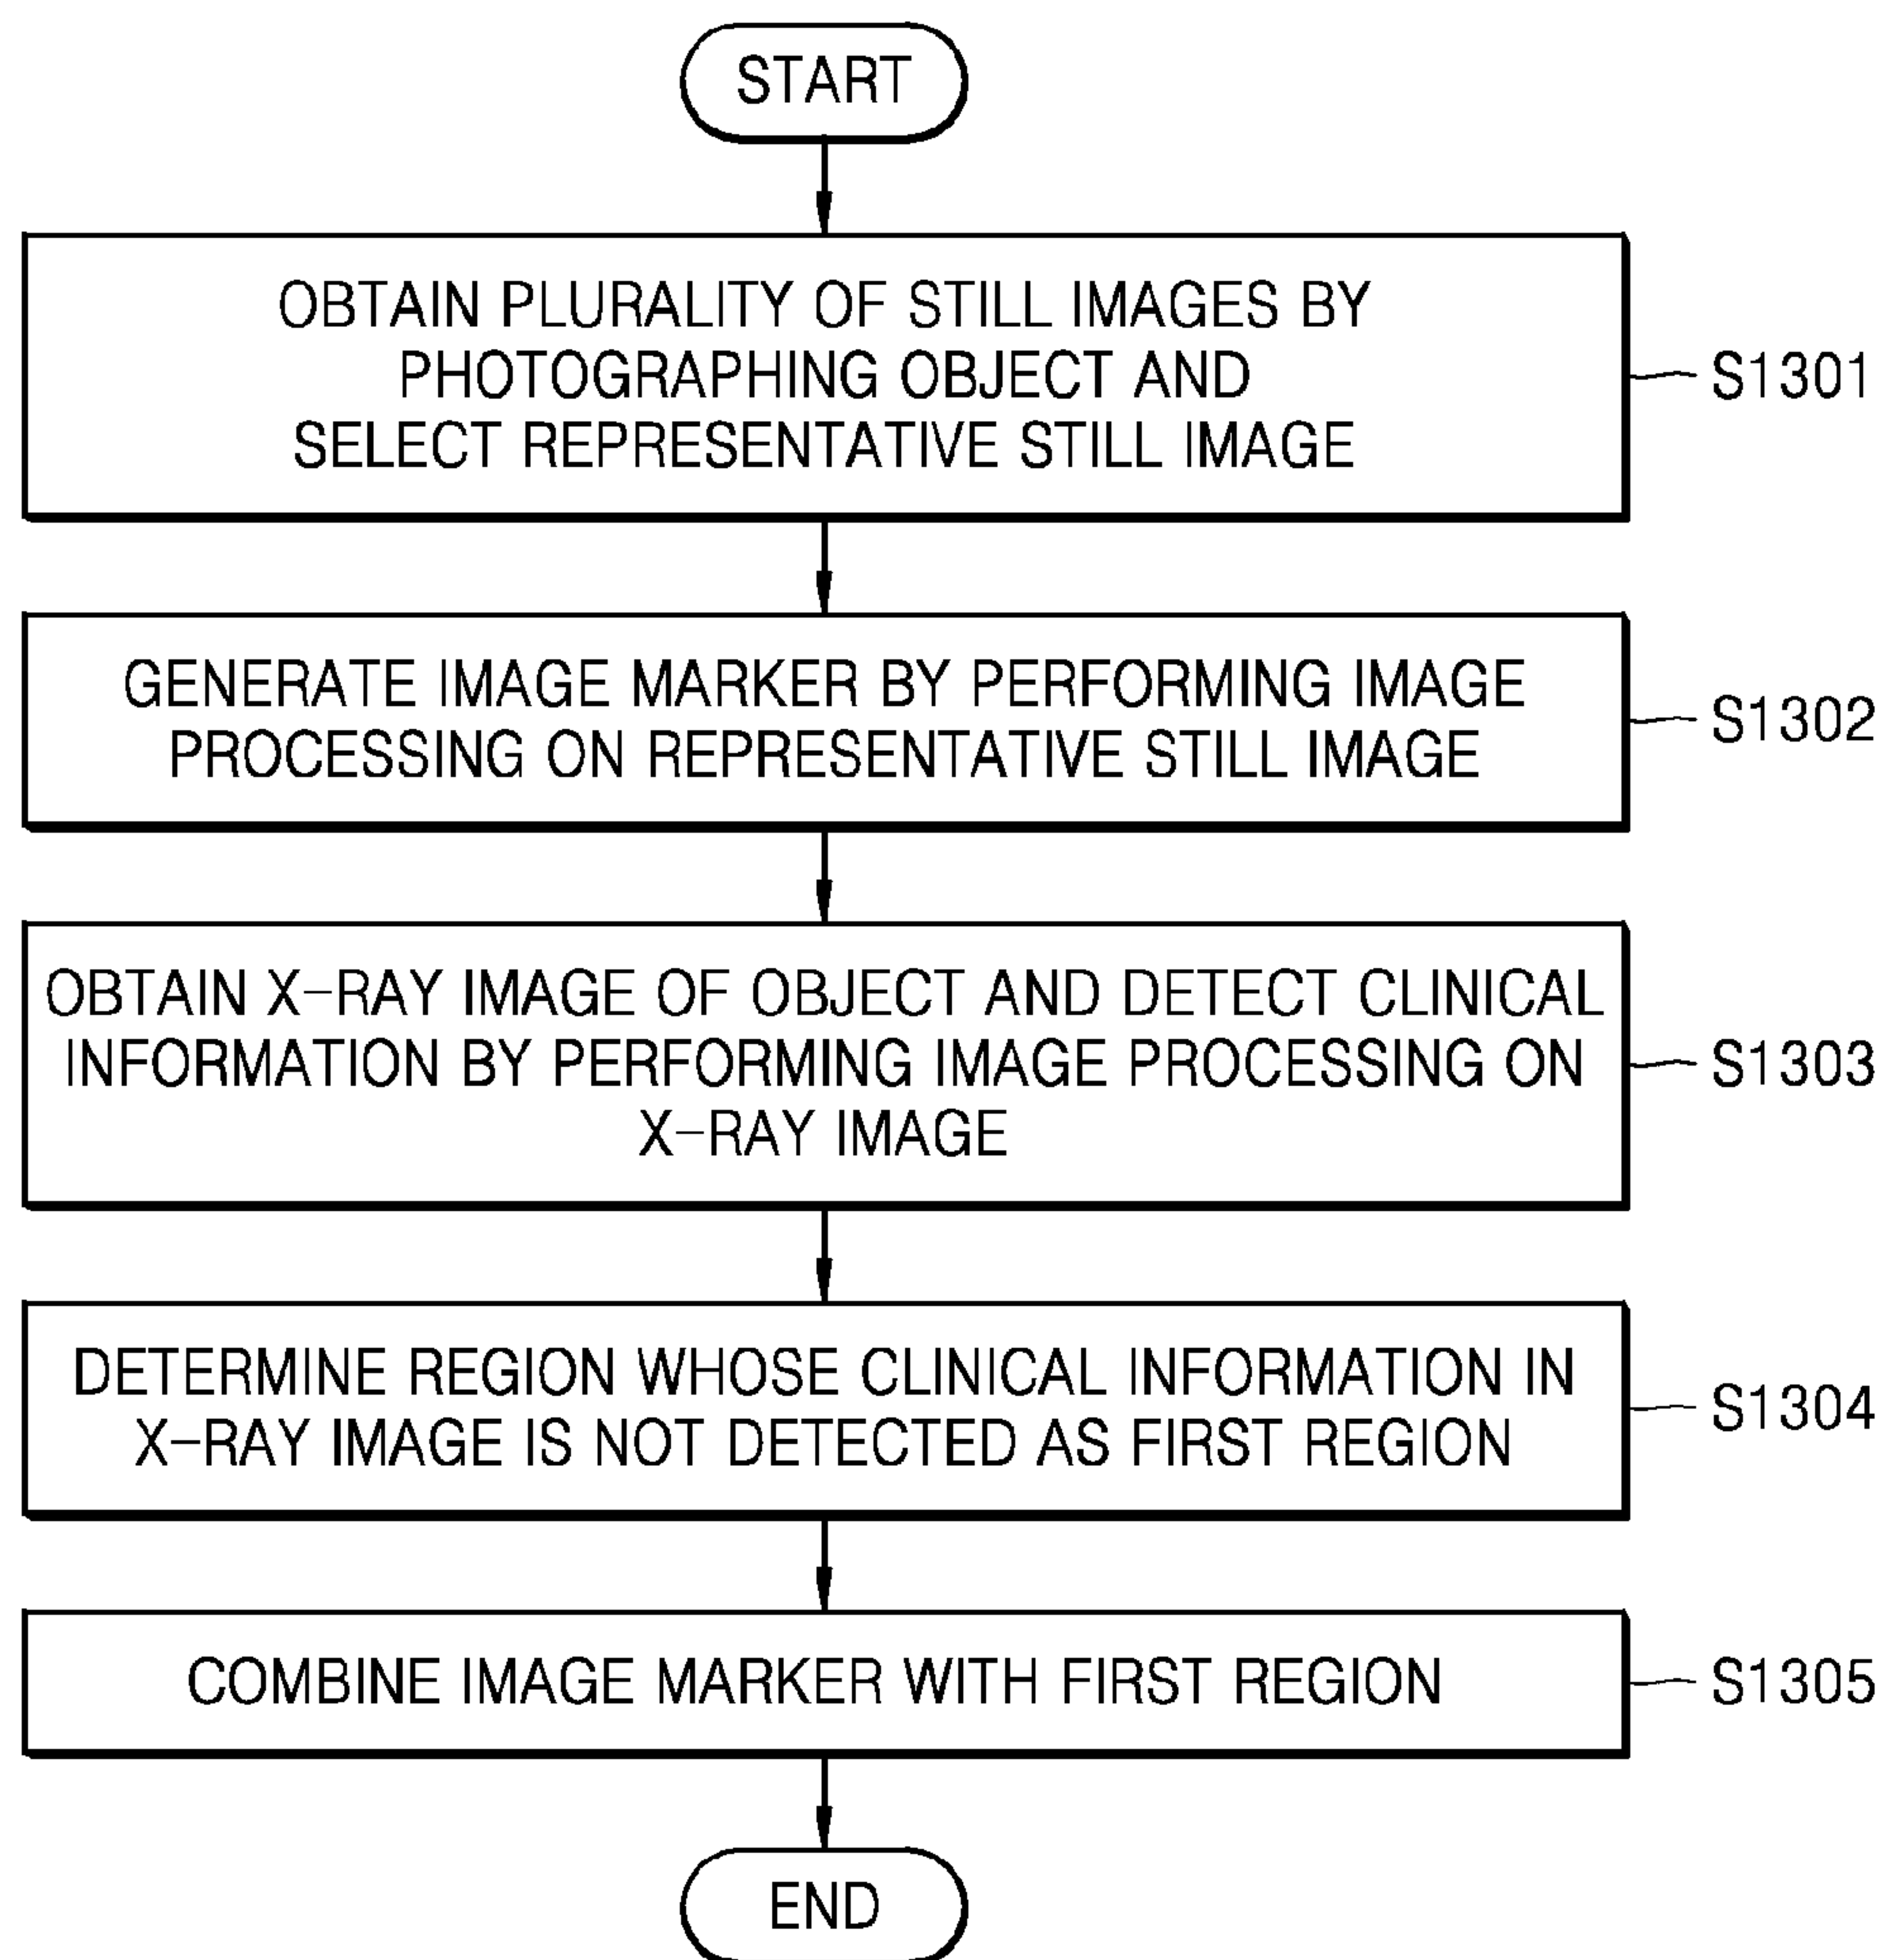 START
OBTAIN PLURALITY OF STILL IMAGES BY
PHOTOGRAPHING OBJECT AND
SELECT REPRESENTATIVE STILL IMAGE
S1301
GENERATE IMAGE MARKER BY PERFORMING IMAGE
PROCESSING ON REPRESENTATIVE STILL IMAGE
S1302
OBTAIN X-RAY IMAGE OF OBJECT AND DETECT CLINICAL
INFORMATION BY PERFORMING IMAGE PROCESSING ON
X-RAY IMAGE
S1303
DETERMINE REGION WHOSE CLINICAL INFORMATION IN
X-RAY IMAGE IS NOT DETECTED AS FIRST REGION
S1304
COMBINE IMAGE MARKER WITH FIRST REGION
S1305
END